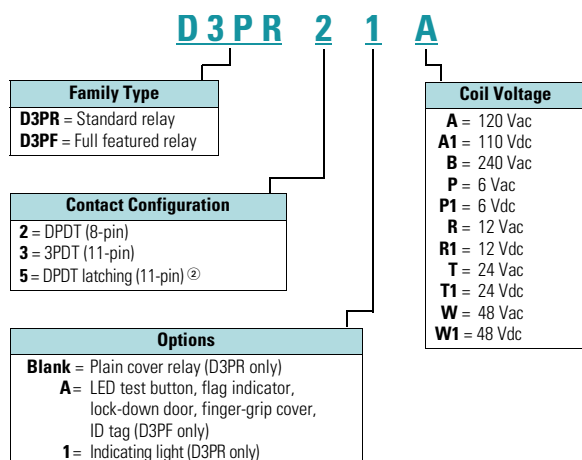 D3PR 2 1 A
Family Type
D3PR = Standard relay
D3PF = Full featured relay
Contact Configuration
2 = DPDT (8-pin)
3 = 3PDT (11-pin)
5 = DPDT latching (11-pin) ②
Options
Blank = Plain cover relay (D3PR only)
A = LED test button, flag indicator,
lock-down door, finger-grip cover,
ID tag (D3PF only)
1 = Indicating light (D3PR only)
Coil Voltage
A = 120 Vac
A1 = 110 Vdc
B = 240 Vac
P = 6 Vac
P1 = 6 Vdc
R = 12 Vac
R1 = 12 Vdc
T = 24 Vac
T1 = 24 Vdc
W = 48 Vac
W1 = 48 Vdc